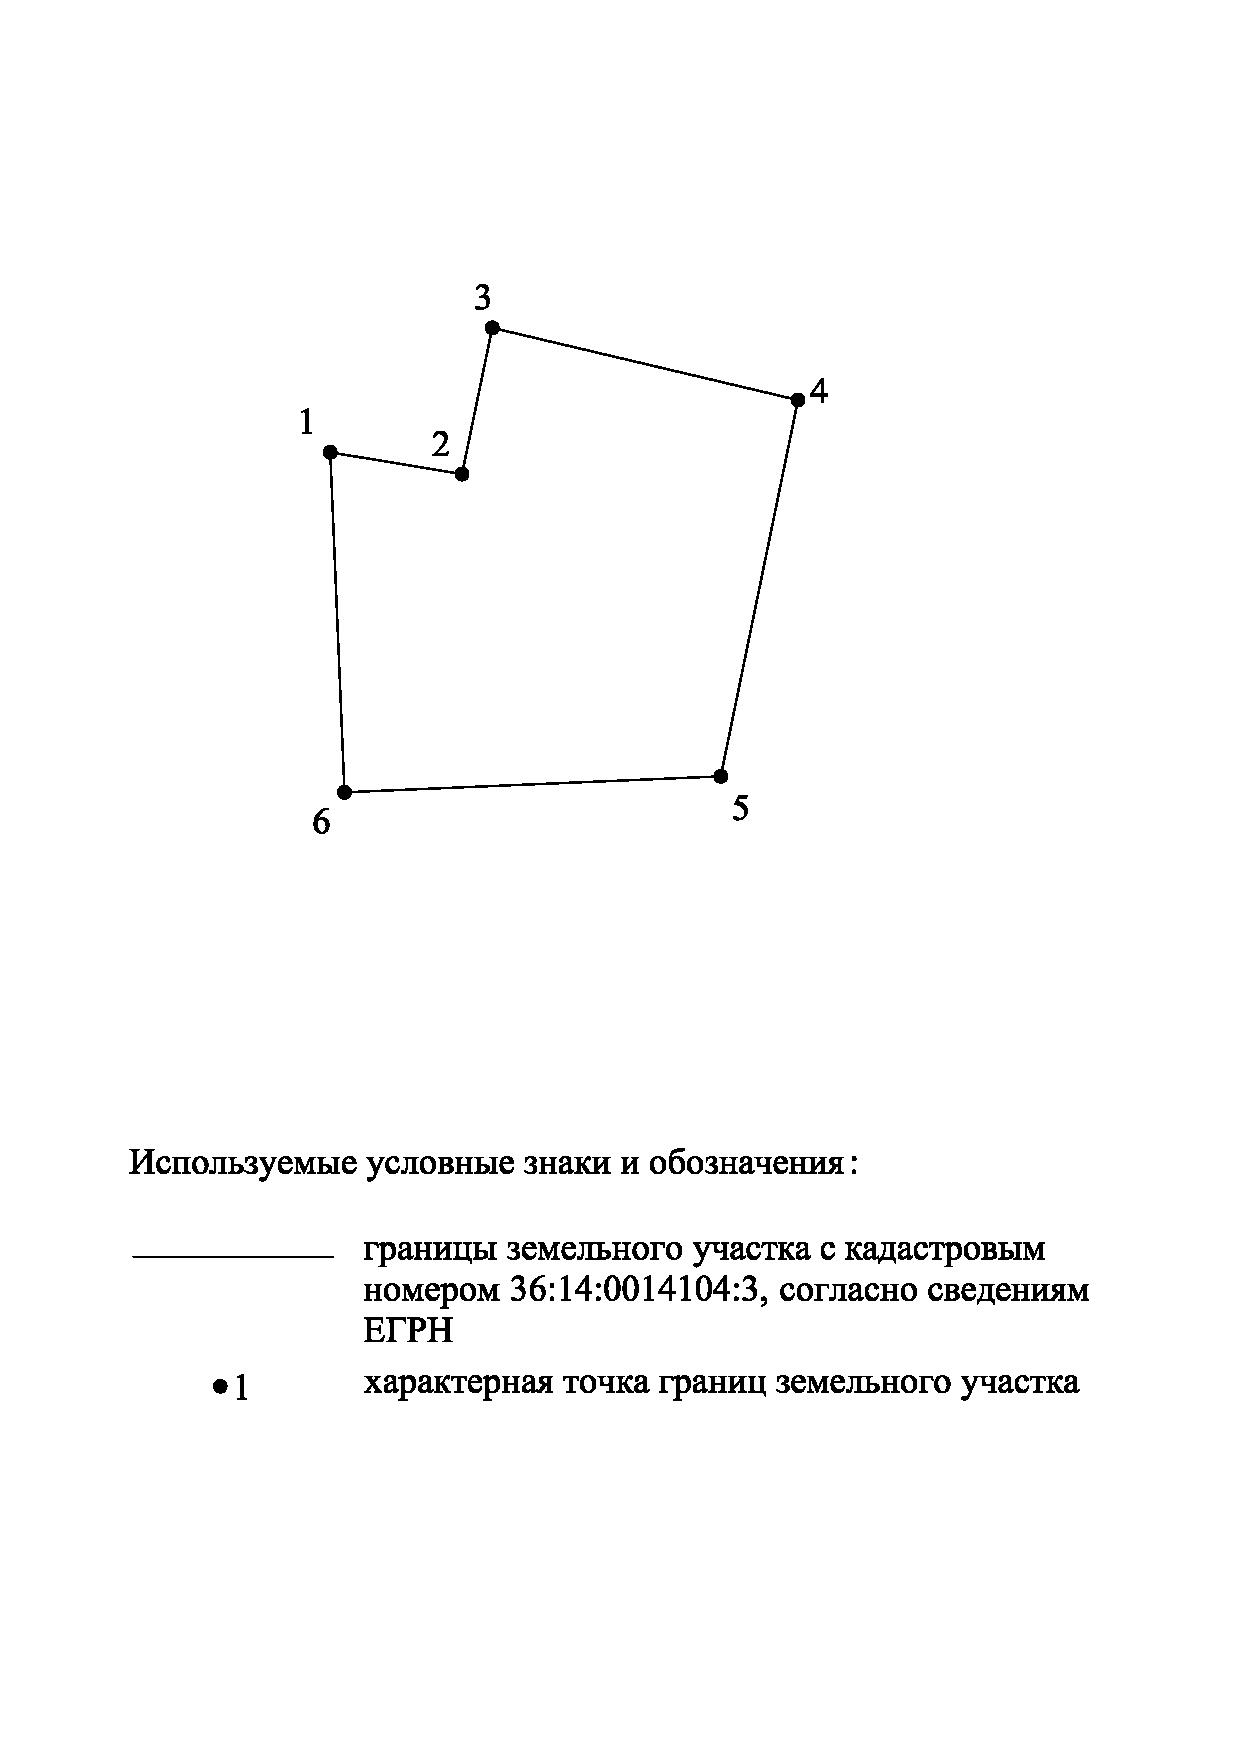 3
4
1
2
5
6
Используемые условные знаки и обозначения:
границы земельного участка с кадастровым
номером 36:14:0014104:3, согласно сведениям
ЕГРН
1 характерная точка границ земельного участка